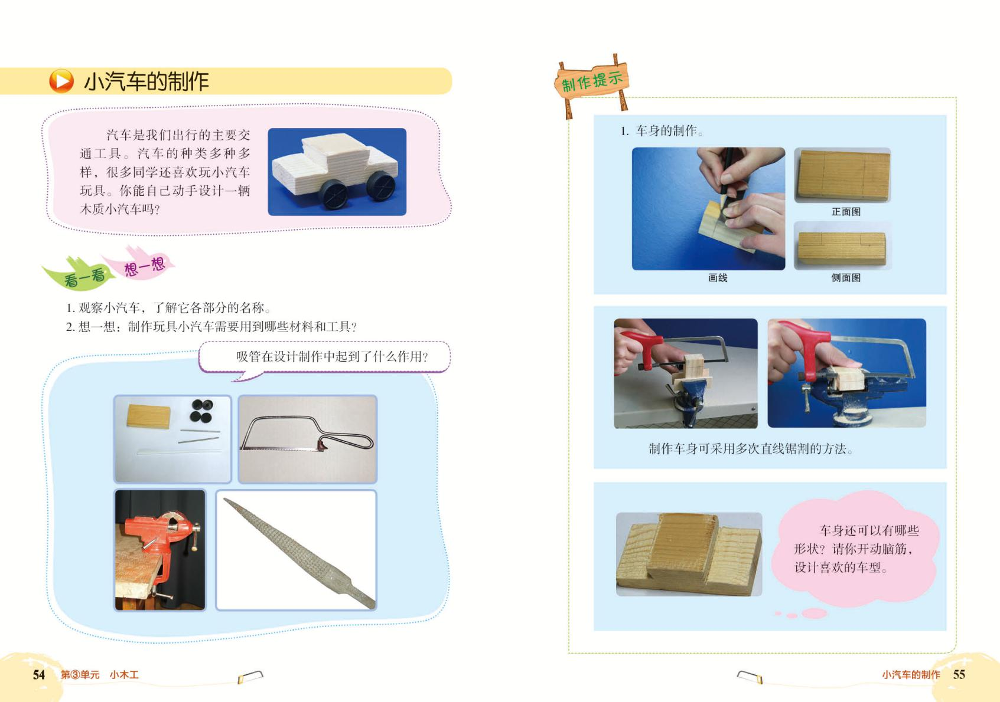 小汽车的制作
汽车是我们出行的主要交
通工具。汽车的种类多种多
样，很多同学还喜欢玩小汽车
玩具。你能自己动手设计一辆
木质小汽车吗？
看一看
想一想
1. 观察小汽车，了解它各部分的名称。
2. 想一想：制作玩具小汽车需要用到哪些材料和工具？
吸管在设计制作中起到了什么作用？
54
第③单元 小木工
制作提示
1. 车身的制作。
正面图
画线
侧面图
制作车身可采用多次直线锯割的方法。
车身还可以有哪些
形状？请你开动脑筋，
设计喜欢的车型。
小汽车的制作
55